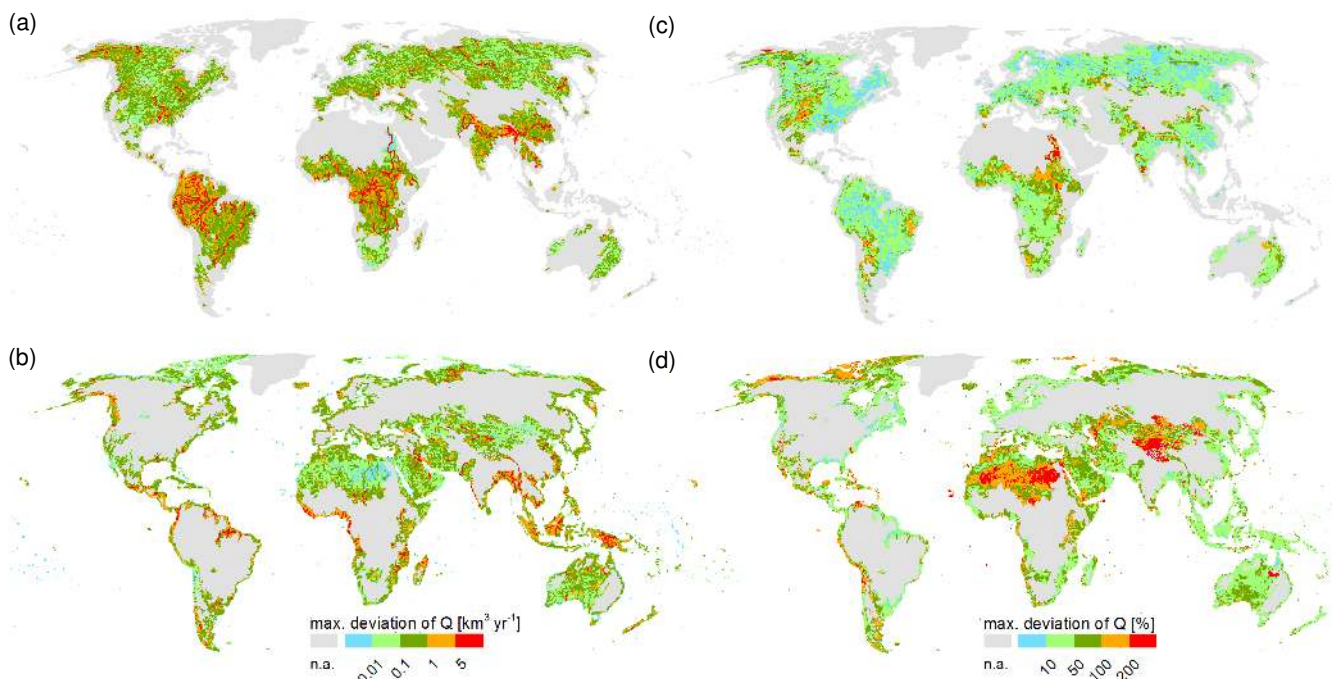 (a)
(c)
(b)
(d)
max. deviation of Q [km³ yr⁻¹]
n.a. 0.01 0.1 1 5
max. deviation of Q [%]
n.a. 10 50 100 200